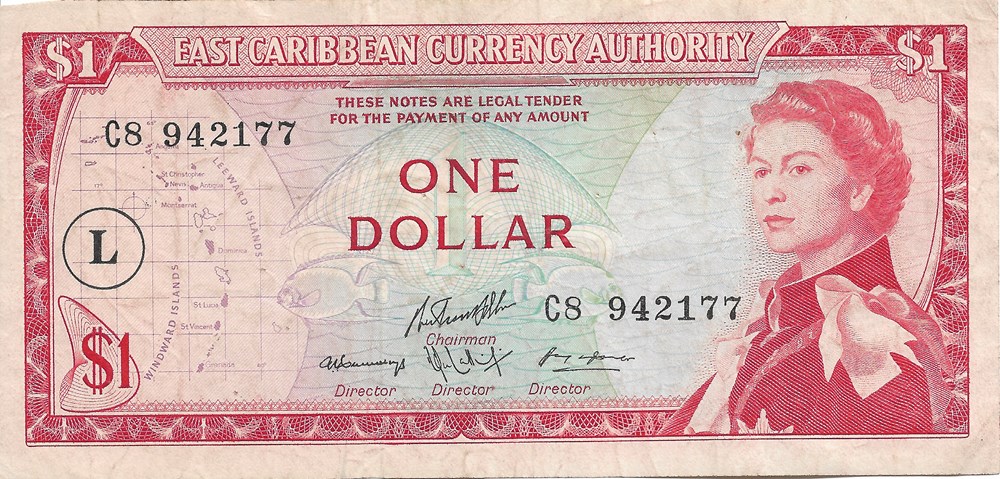 $1 EAST CARIBBEAN CURRENCY AUTHORITY $1
THESE NOTES ARE LEGAL TENDER
FOR THE PAYMENT OF ANY AMOUNT
C8 942177
ONE
DOLLAR
LEEWARD ISLANDS
St Christopher
Nevis Antigua
Montserrat
L
Dominica
WINDWARD ISLANDS
St Lucia
St Vincent
C8 942177
Chairman
$1
Director Director Director